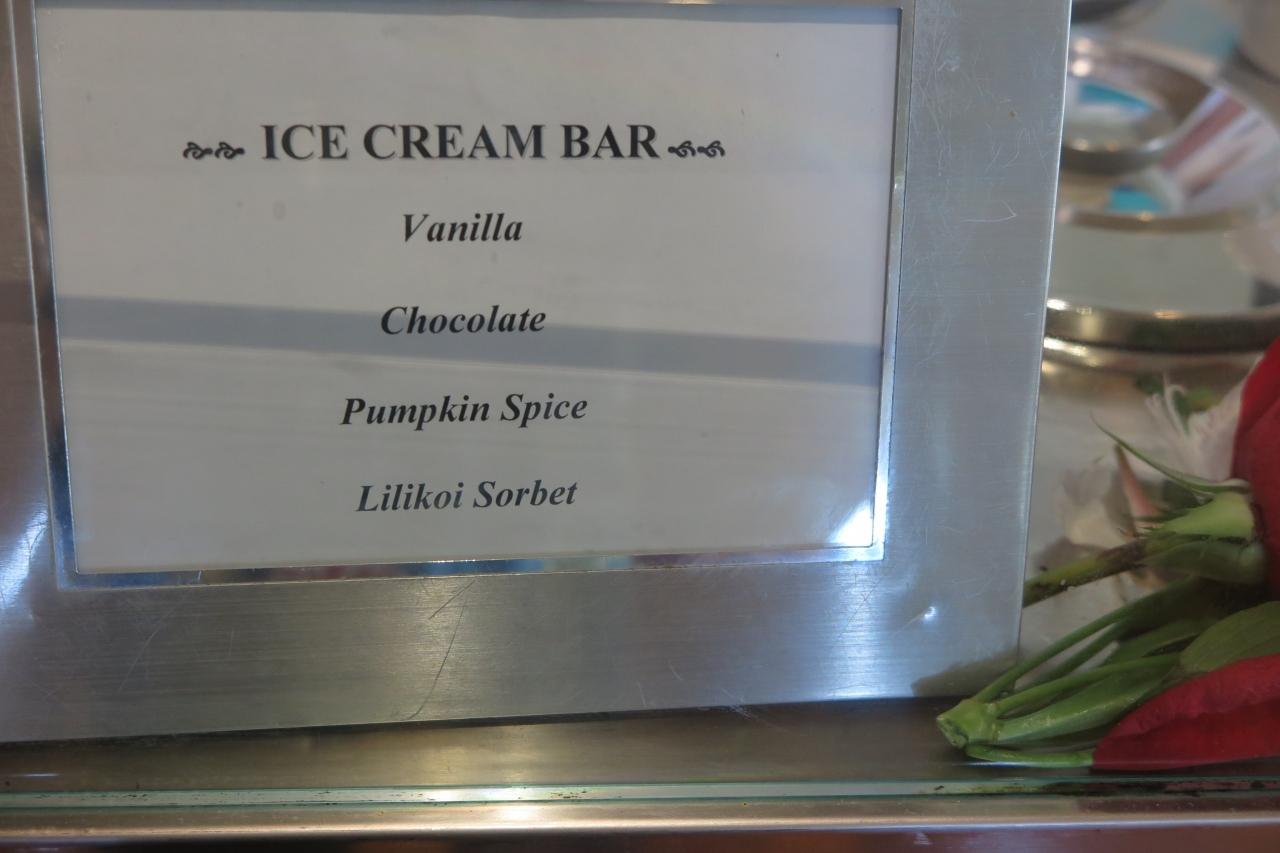 ICE CREAM BAR
Vanilla
Chocolate
Pumpkin Spice
Lilikoi Sorbet